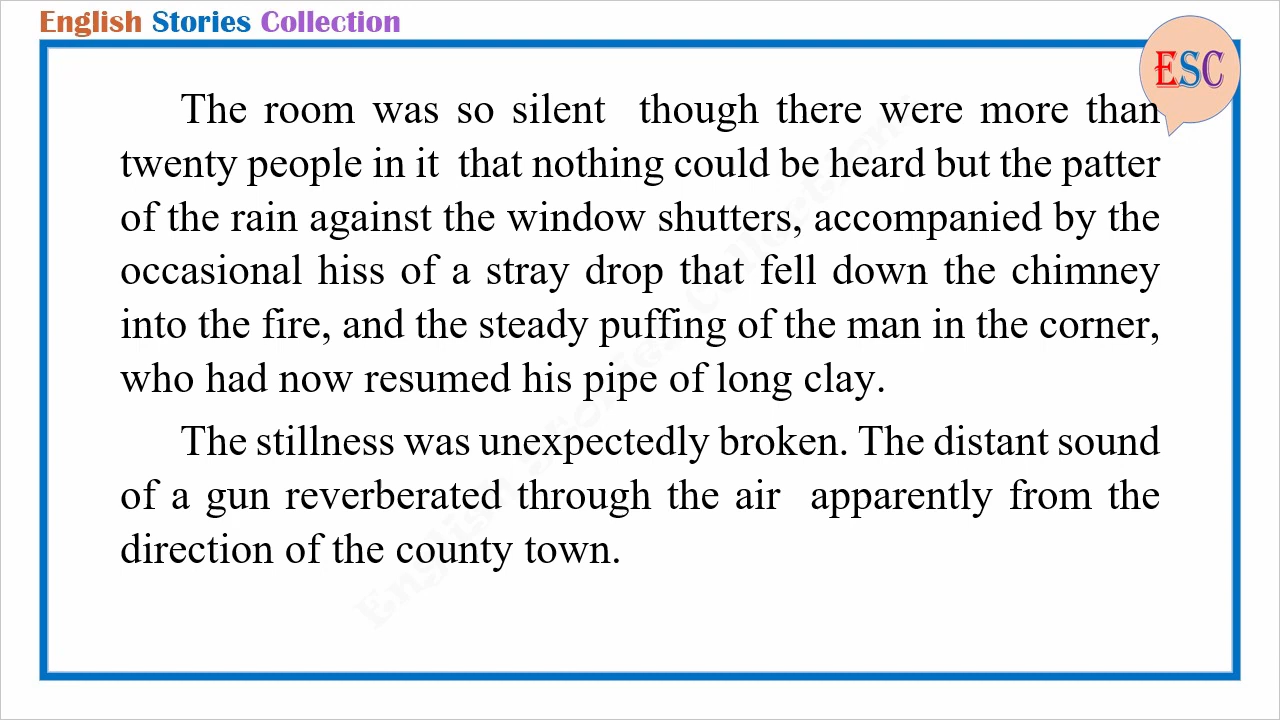 English Stories Collection
ESC
The room was so silent  though there were more than
twenty people in it  that nothing could be heard but the patter
of the rain against the window shutters, accompanied by the
occasional hiss of a stray drop that fell down the chimney
into the fire, and the steady puffing of the man in the corner,
who had now resumed his pipe of long clay.
The stillness was unexpectedly broken. The distant sound
of a gun reverberated through the air  apparently from the
direction of the county town.
English Stories Collection